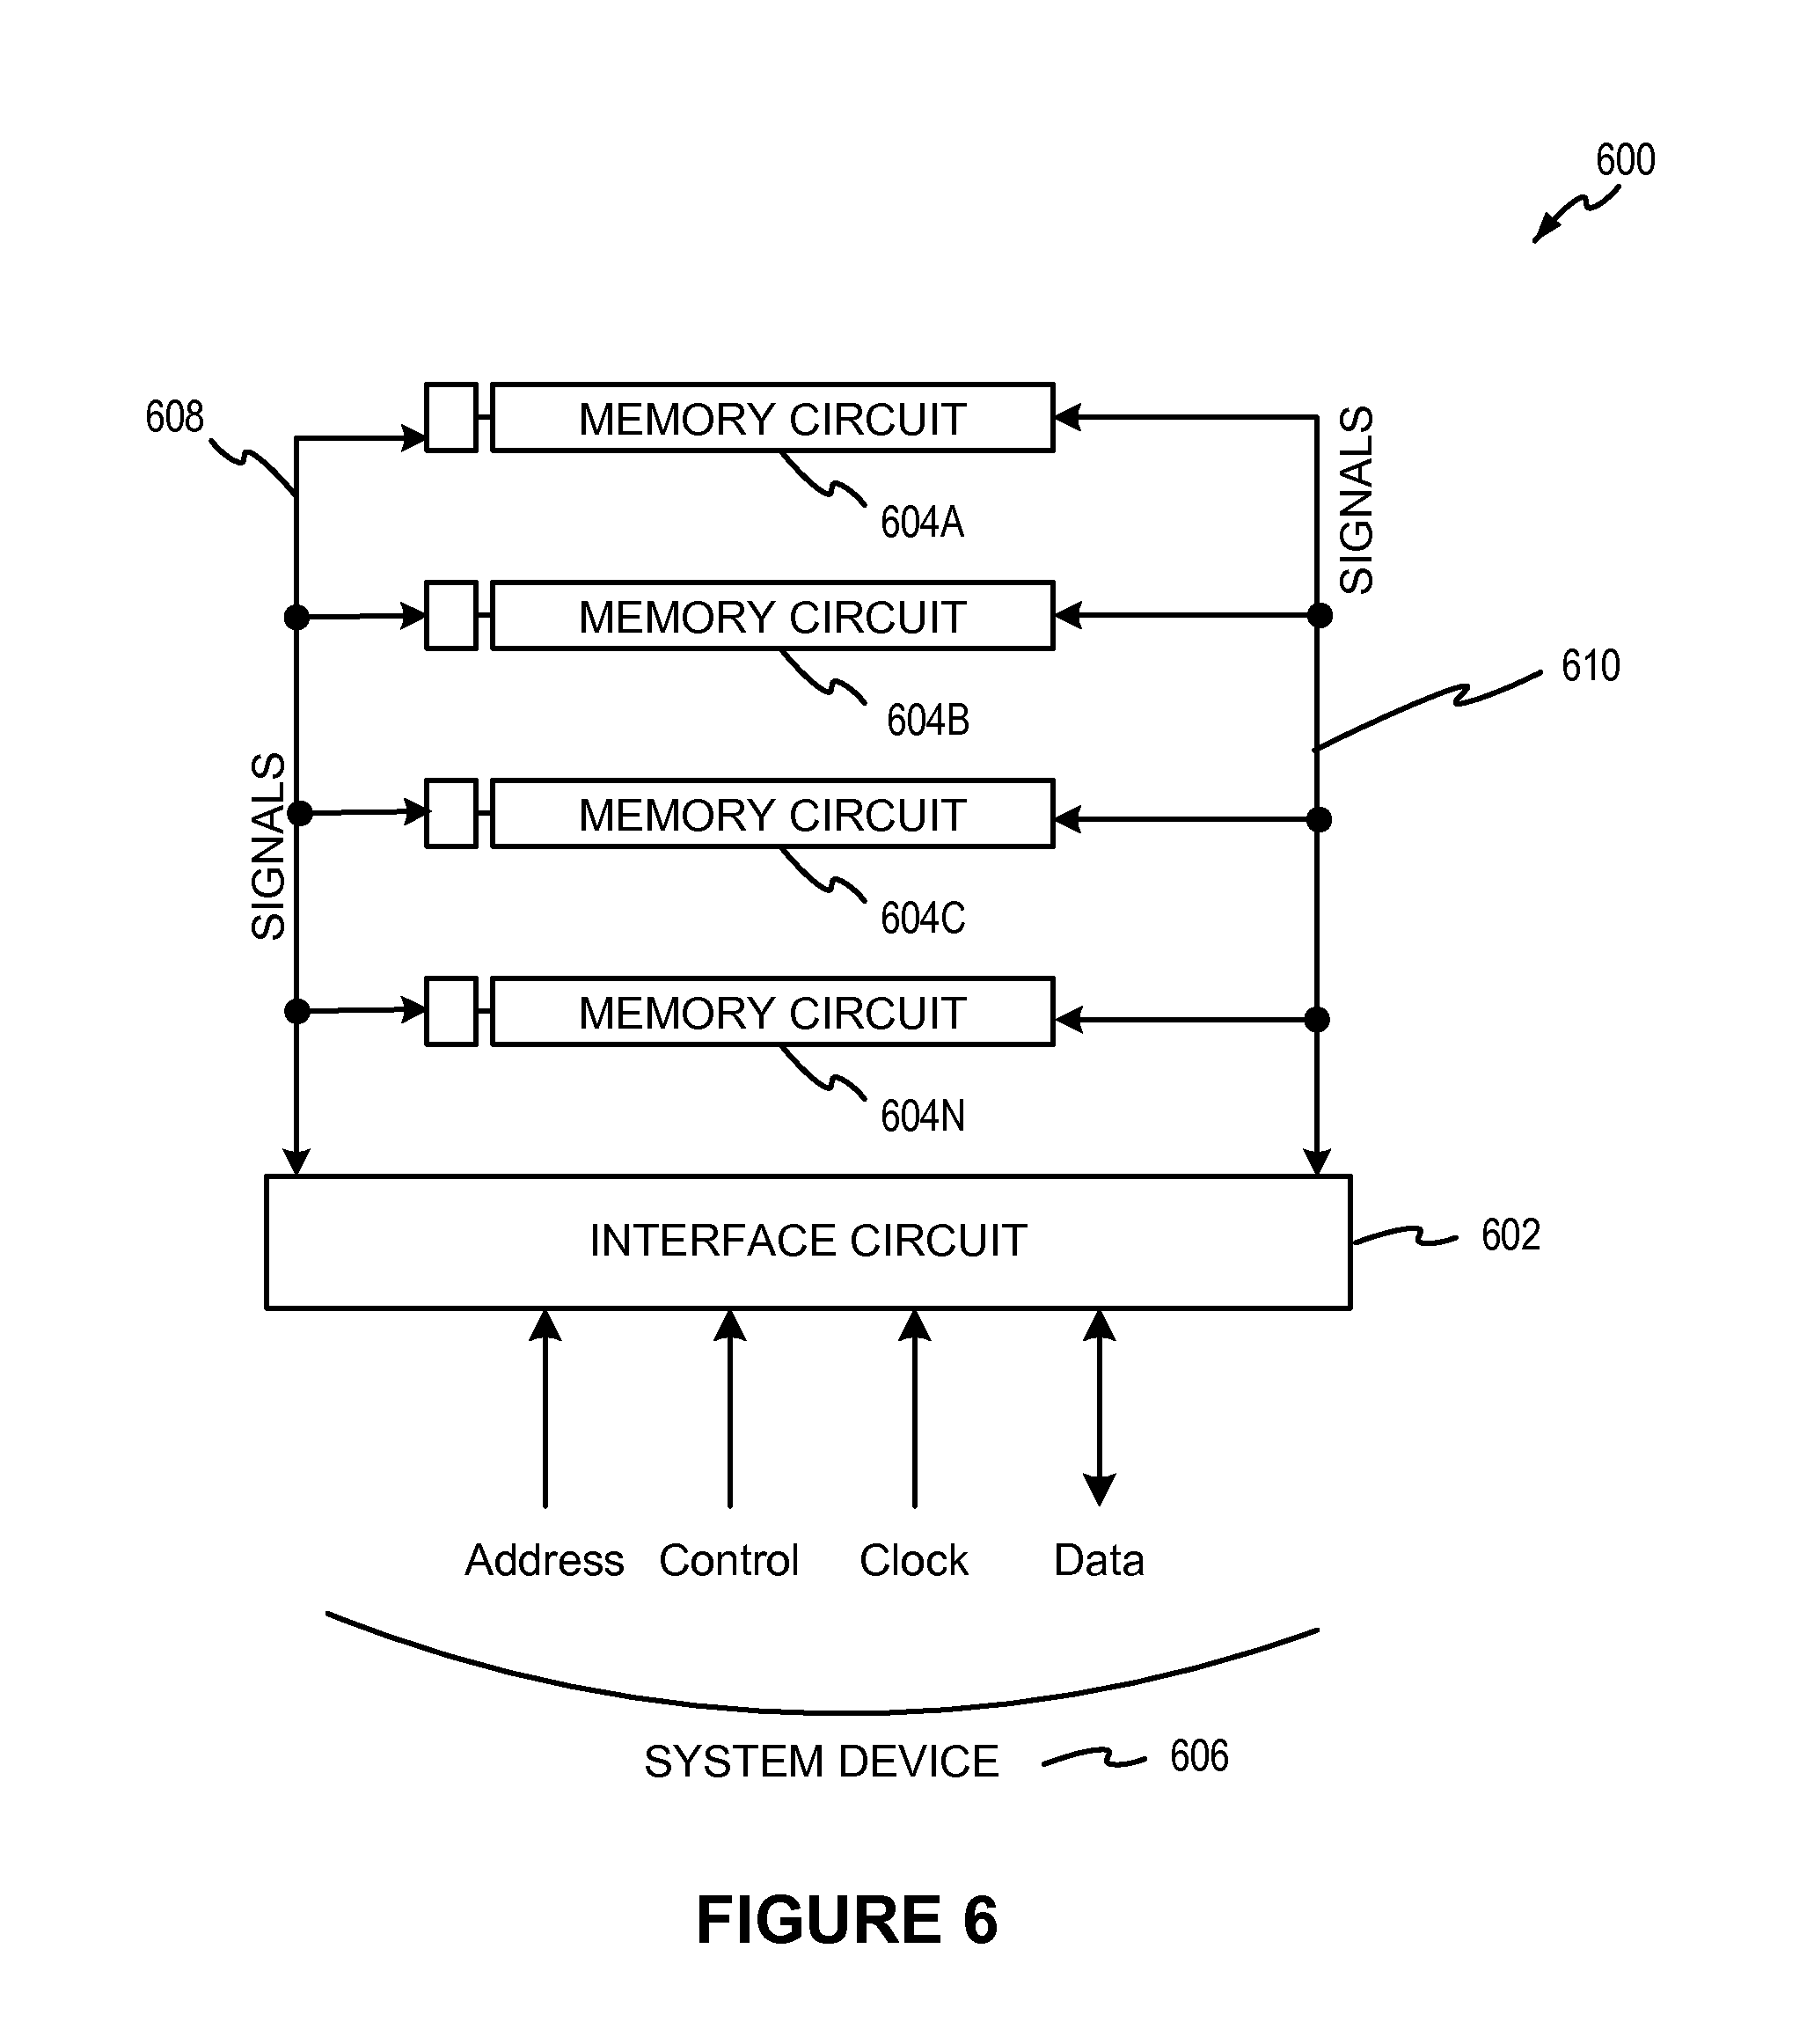 600
608
MEMORY CIRCUIT
SIGNALS
604A
MEMORY CIRCUIT
610
604B
SIGNALS
MEMORY CIRCUIT
604C
MEMORY CIRCUIT
604N
INTERFACE CIRCUIT
602
Address Control Clock Data
SYSTEM DEVICE 606
FIGURE 6